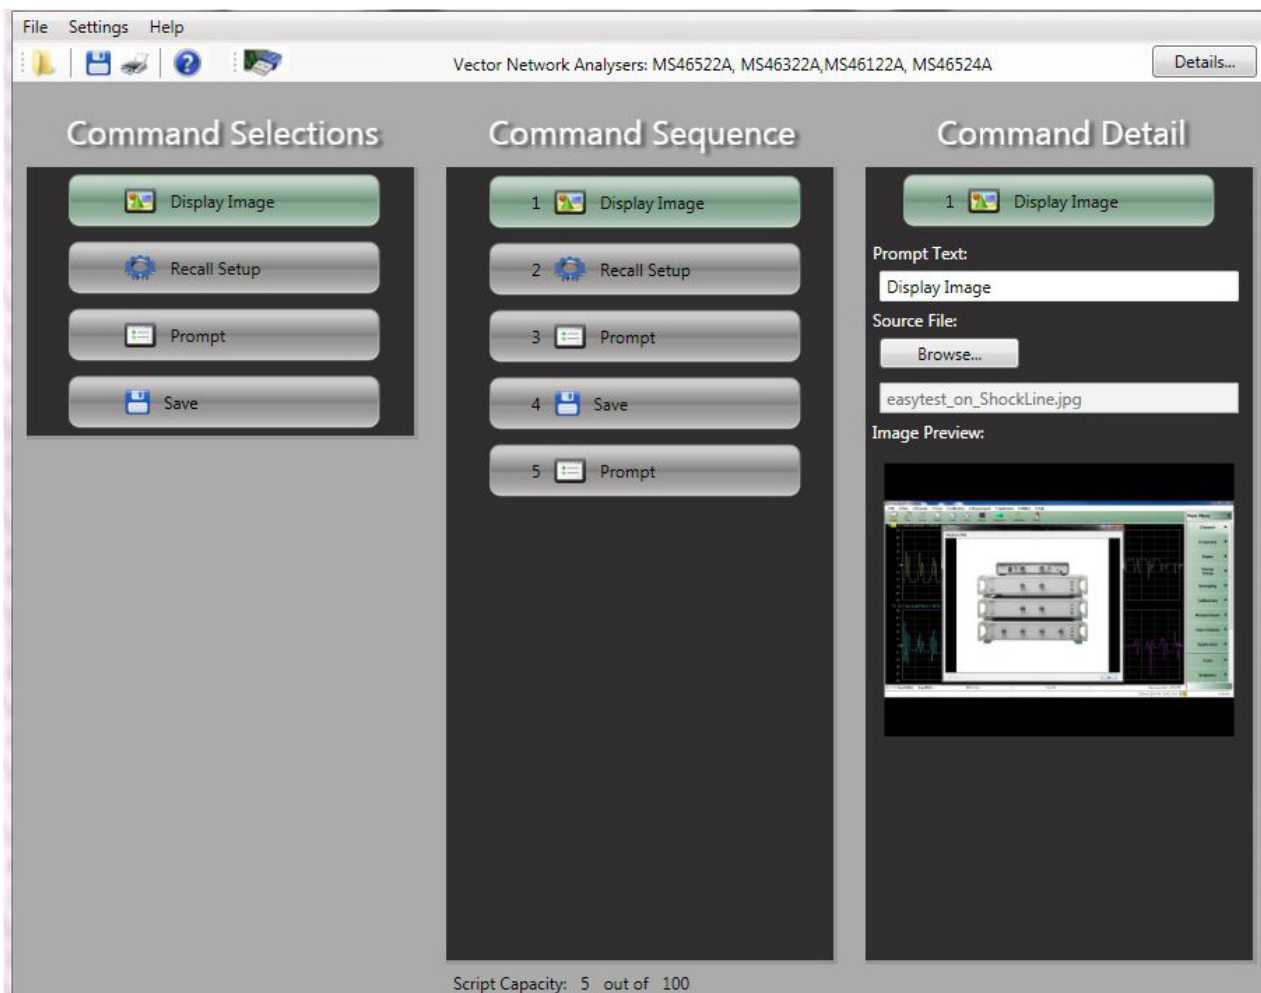 File Settings Help
Vector Network Analysers: MS46522A, MS46322A,MS46122A, MS46524A
Details...
Command Selections
Display Image
Recall Setup
Prompt
Save
Command Sequence
1 Display Image
2 Recall Setup
3 Prompt
4 Save
5 Prompt
Script Capacity: 5 out of 100
Command Detail
1 Display Image
Prompt Text:
Display Image
Source File:
Browse...
easytest_on_ShockLine.jpg
Image Preview: